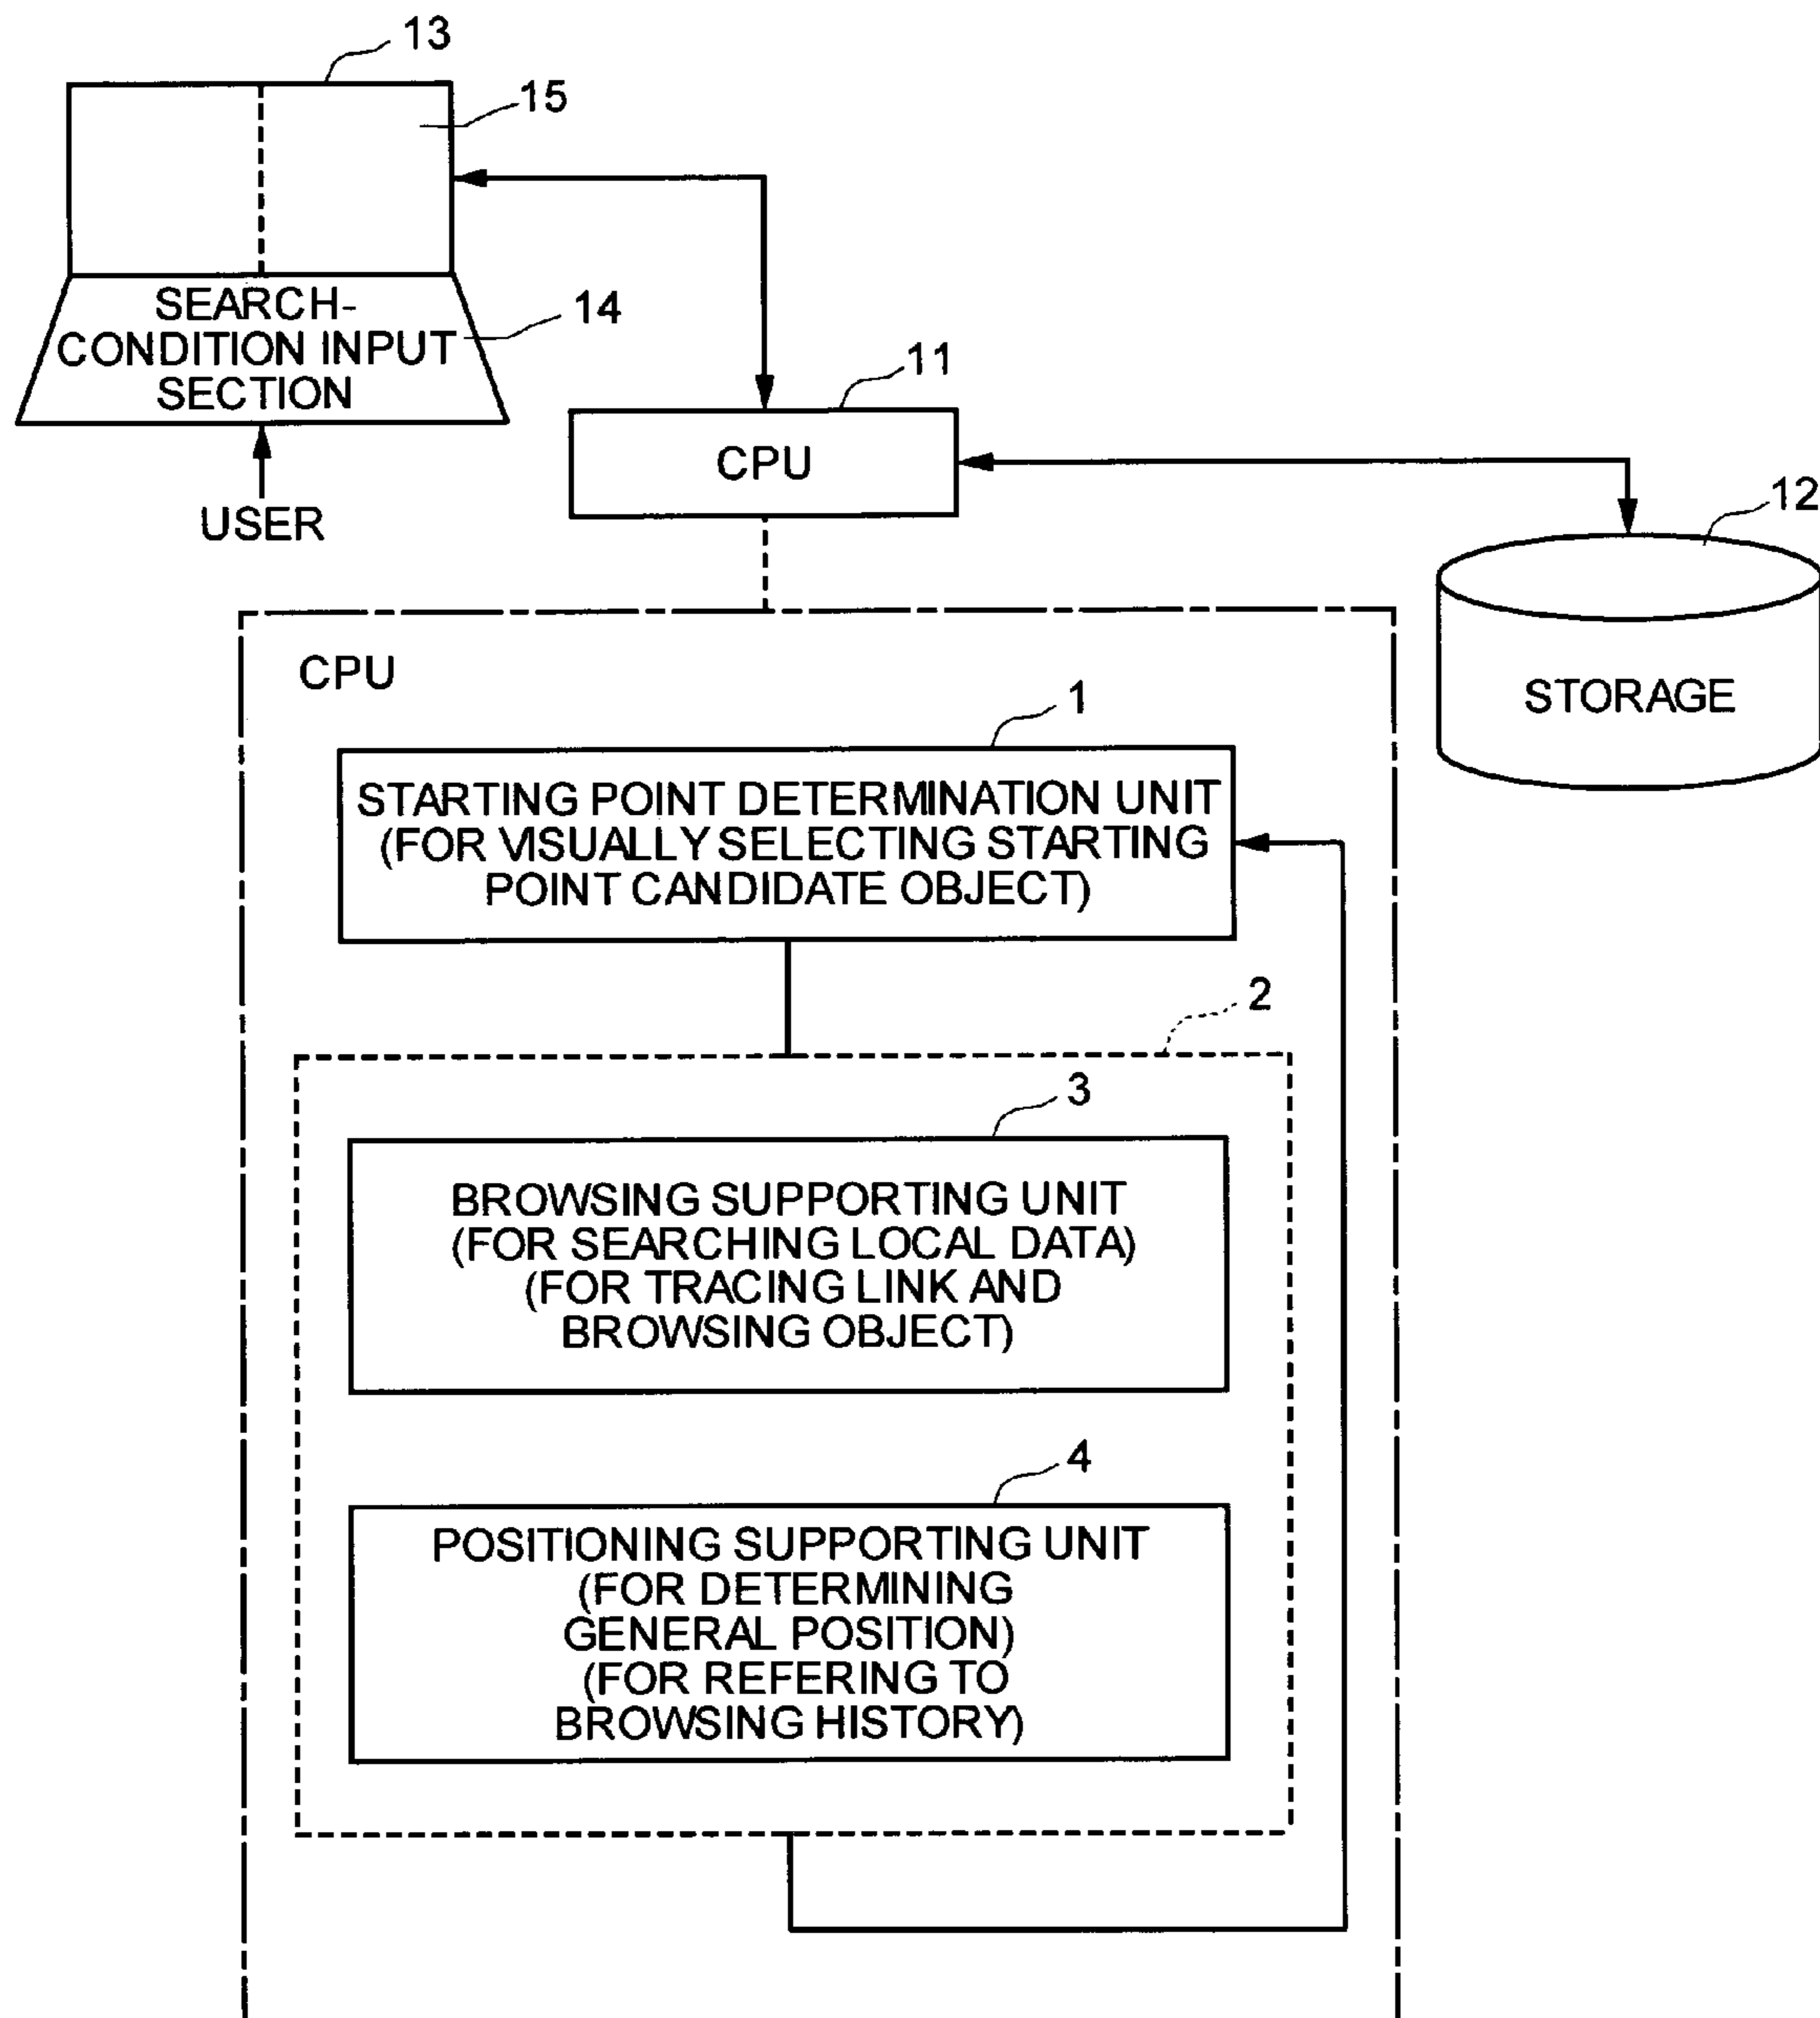 13
15
SEARCH-
CONDITION INPUT
SECTION
14
USER
11
CPU
12
STORAGE
CPU
1
STARTING POINT DETERMINATION UNIT
(FOR VISUALLY SELECTING STARTING
POINT CANDIDATE OBJECT)
2
3
BROWSING SUPPORTING UNIT
(FOR SEARCHING LOCAL DATA)
(FOR TRACING LINK AND
BROWSING OBJECT)
4
POSITIONING SUPPORTING UNIT
(FOR DETERMINING
GENERAL POSITION)
(FOR REFERING TO
BROWSING HISTORY)